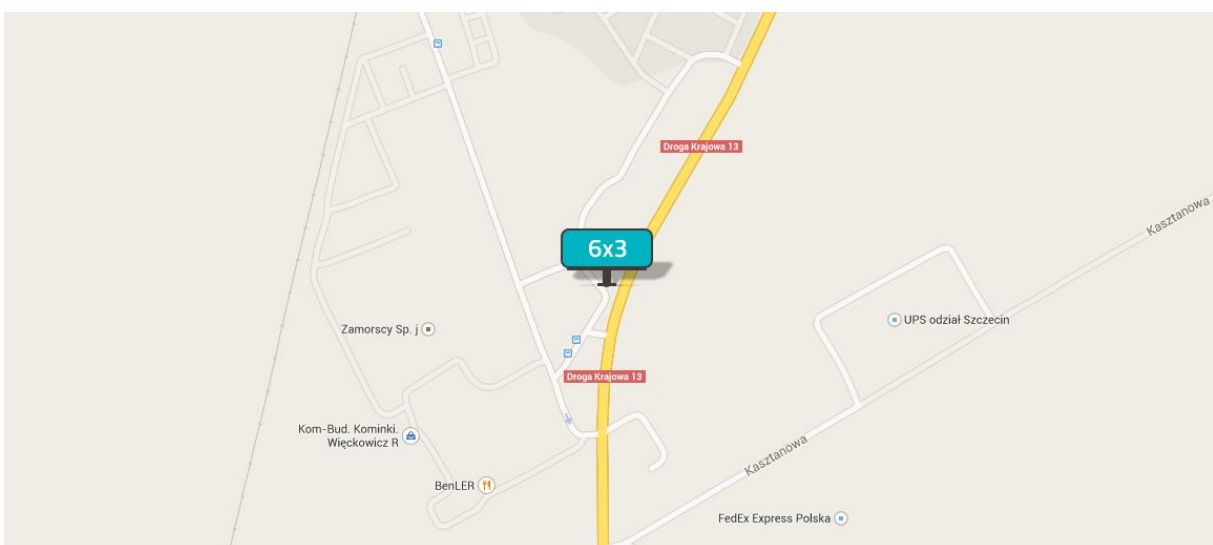 Droga Krajowa 13
Kasztanowa
6x3
UPS odział Szczecin
Zamorscy Sp. j
Droga Krajowa 13
Kom-Bud. Kominki.
Więckowicz R
Kasztanowa
BenLER
FedEx Express Polska